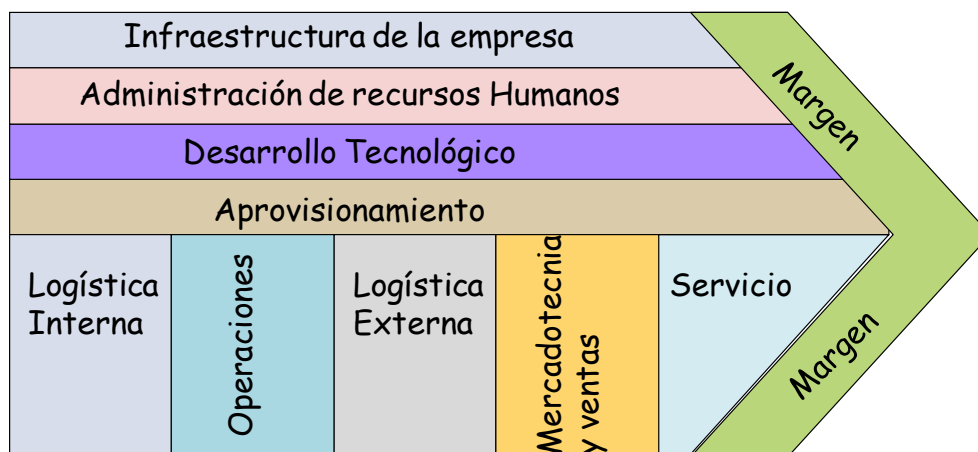 Infraestructura de la empresa
Administración de recursos Humanos
Desarrollo Tecnológico
Aprovisionamiento
Logística
Interna
Operaciones
Logística
Externa
Mercadotecnia
y ventas
Servicio
Margen
Margen